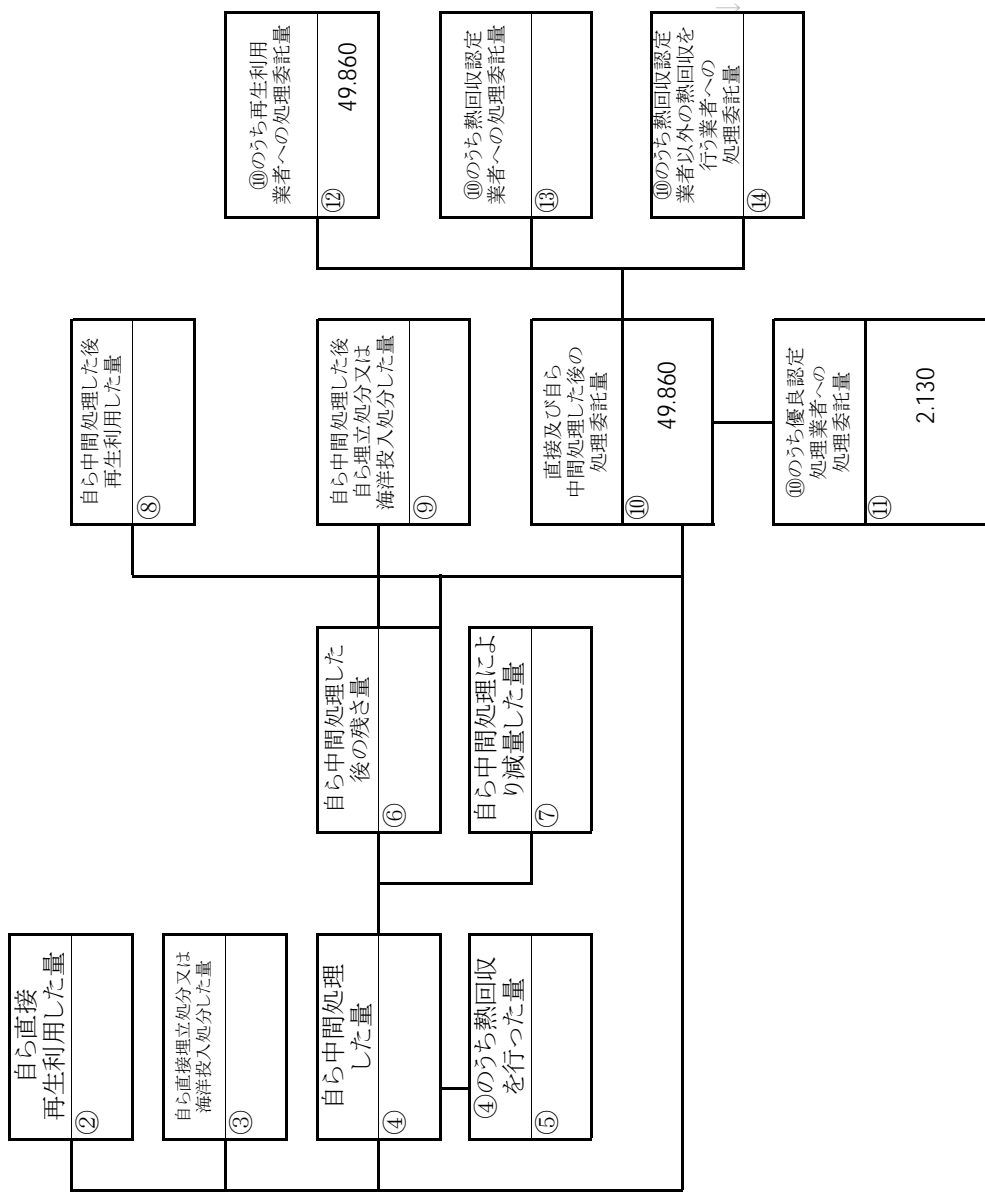 自ら直接
再生利用した量
②
自ら直接埋立処分又は
海洋投入処分した量
③
自ら中間処理
した量
④
④のうち熱回収
を行った量
⑤
自ら中間処理した
後の残さ量
⑥
自ら中間処理によ
り減量した量
⑦
自ら中間処理した後
再生利用した量
⑧
自ら中間処理した後
自ら埋立処分又は
海洋投入処分した量
⑨
直接及び自ら
中間処理した後の
処理委託量
⑩
49.860
⑩のうち優良認定
処理業者への
処理委託量
⑪
2.130
⑩のうち再生利用
業者への処理委託量
⑫
49.860
⑩のうち熱回収認定
業者への処理委託量
⑬
⑩のうち熱回収認定
業者以外の熱回収を
行う業者への
処理委託量
⑭